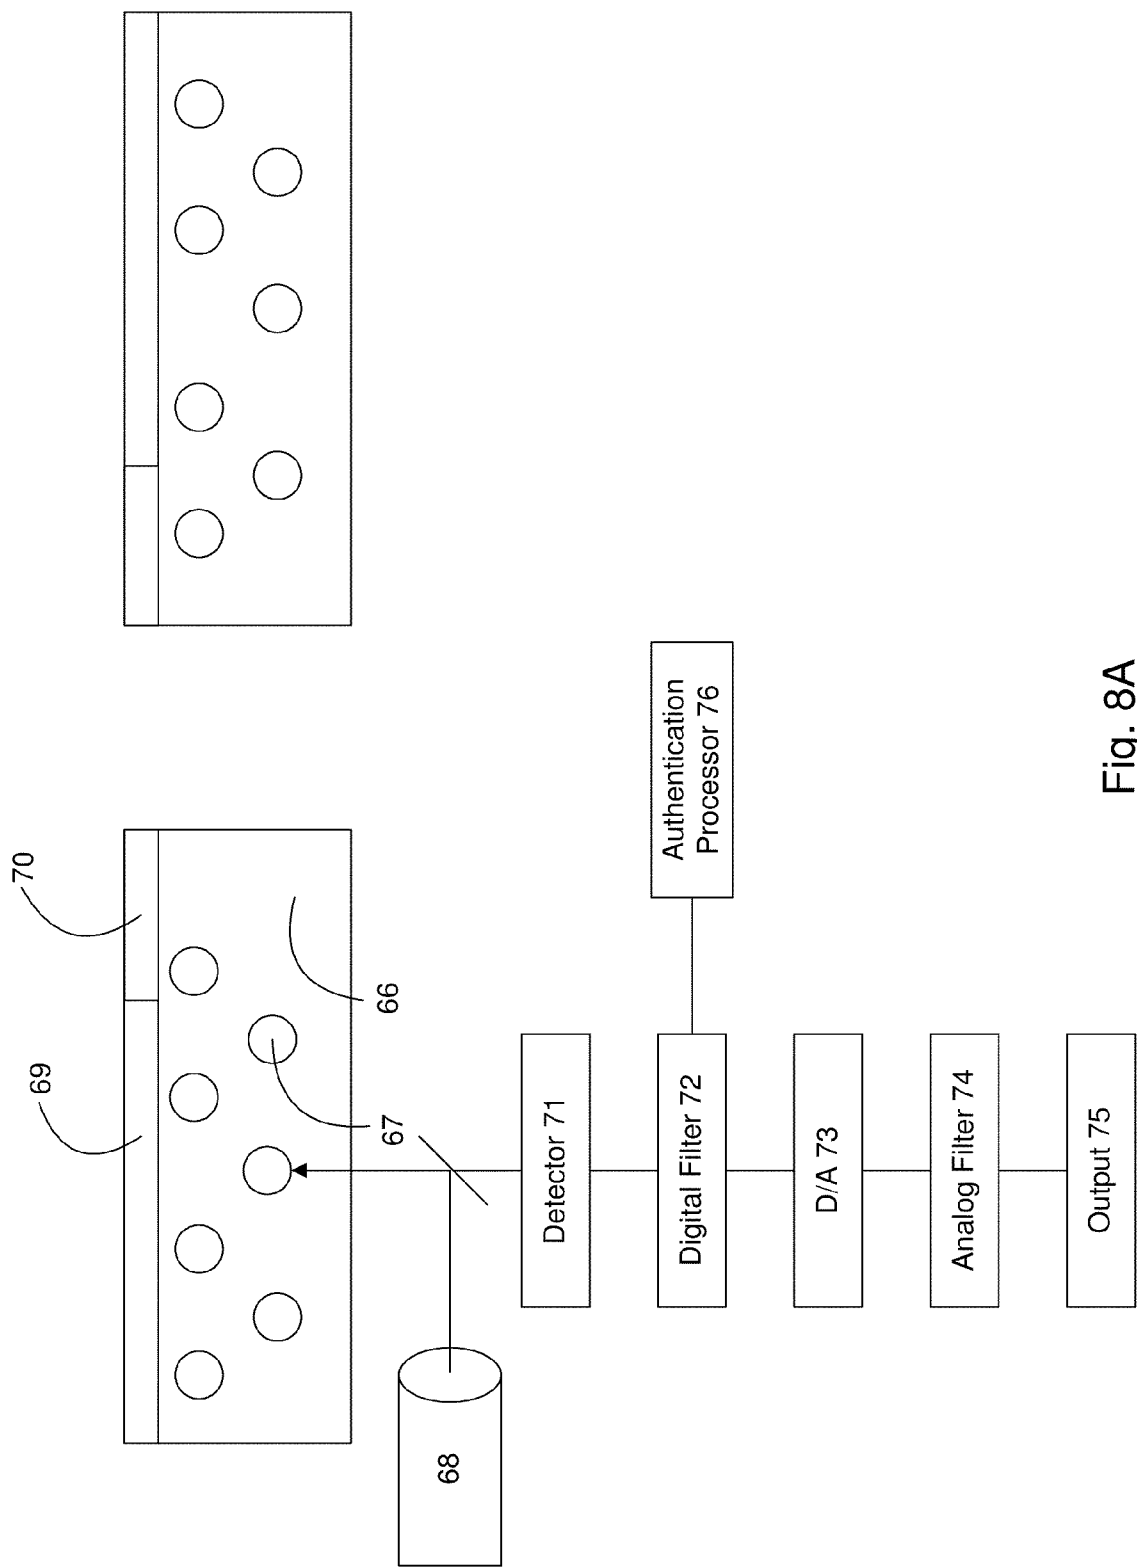 70
69
66
67
68
Detector 71
Digital Filter 72
Authentication
Processor 76
D/A 73
Analog Filter 74
Output 75
Fig. 8A